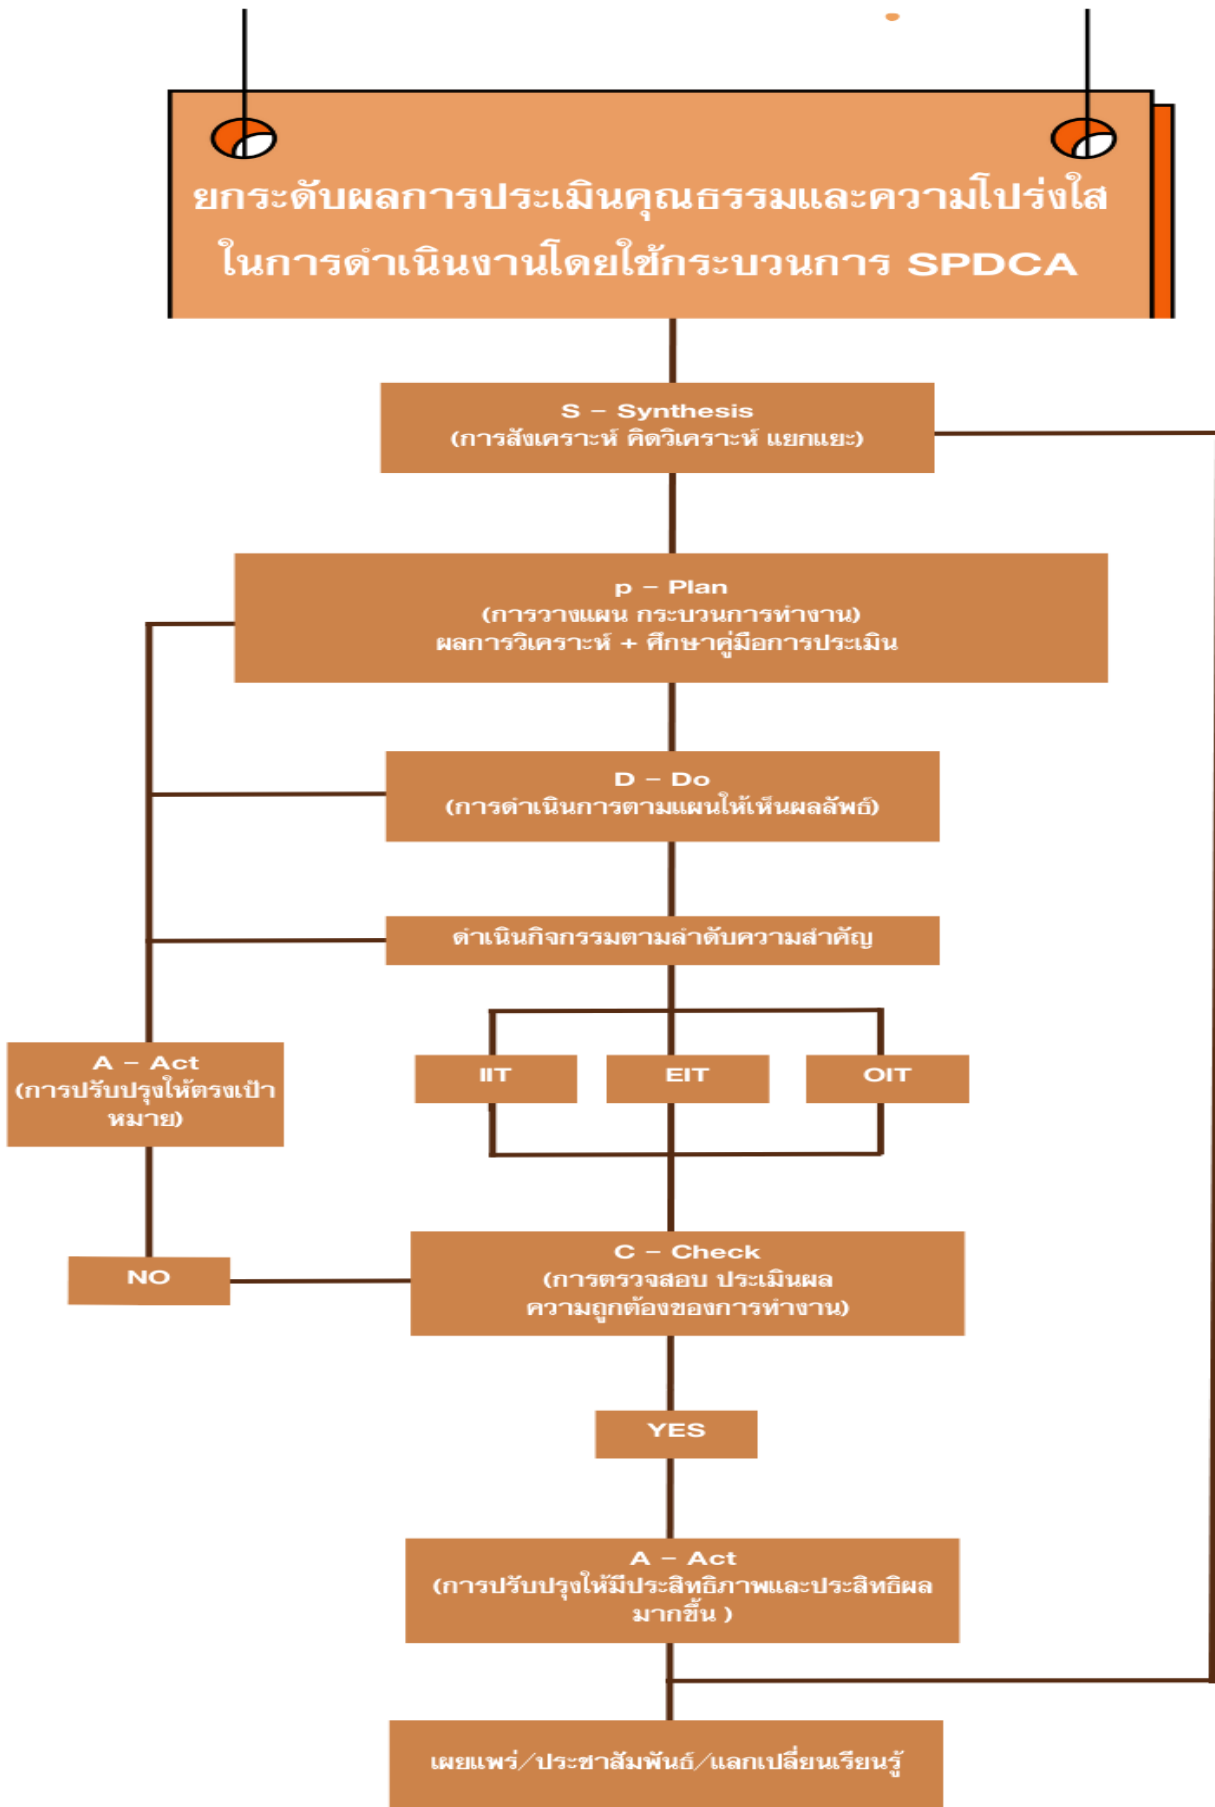 ยกระดับผลการประเมินคุณธรรมและความโปร่งใส
ในการดำเนินงานโดยใช้กระบวนการ SPDCA
S – Synthesis
(การสังเคราะห์ คิดวิเคราะห์ แยกแยะ)
p – Plan
(การวางแผน กระบวนการทำงาน)
ผลการวิเคราะห์ + ศึกษาคู่มือการประเมิน
D – Do
(การดำเนินการตามแผนให้เห็นผลลัพธ์)
ดำเนินกิจกรรมตามลำดับความสำคัญ
A – Act
(การปรับปรุงให้ตรงเป้า
หมาย)
IIT
EIT
OIT
NO
C – Check
(การตรวจสอบ ประเมินผล
ความถูกต้องของการทำงาน)
YES
A – Act
(การปรับปรุงให้มีประสิทธิภาพและประสิทธิผล
มากขึ้น )
เผยแพร่/ประชาสัมพันธ์/แลกเปลี่ยนเรียนรู้